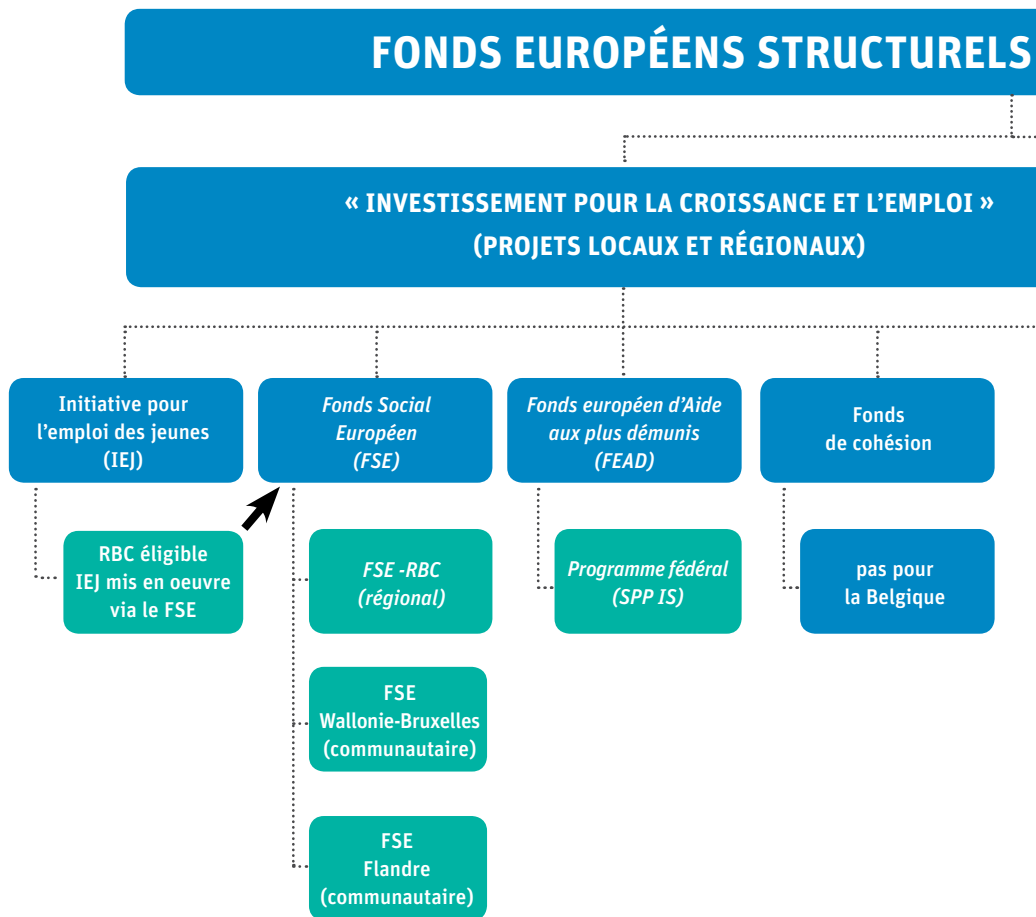 FONDS EUROPÉENS STRUCTURELS
« INVESTISSEMENT POUR LA CROISSANCE ET L’EMPLOI »
(PROJETS LOCAUX ET RÉGIONAUX)
Initiative pour
l’emploi des jeunes
(IEJ)
RBC éligible
IEJ mis en oeuvre
via le FSE
Fonds Social
Européen
(FSE)
FSE -RBC
(régional)
FSE
Wallonie-Bruxelles
(communautaire)
FSE
Flandre
(communautaire)
Fonds européen d’Aide
aux plus démunis
(FEAD)
Programme fédéral
(SPP IS)
Fonds
de cohésion
pas pour
la Belgique